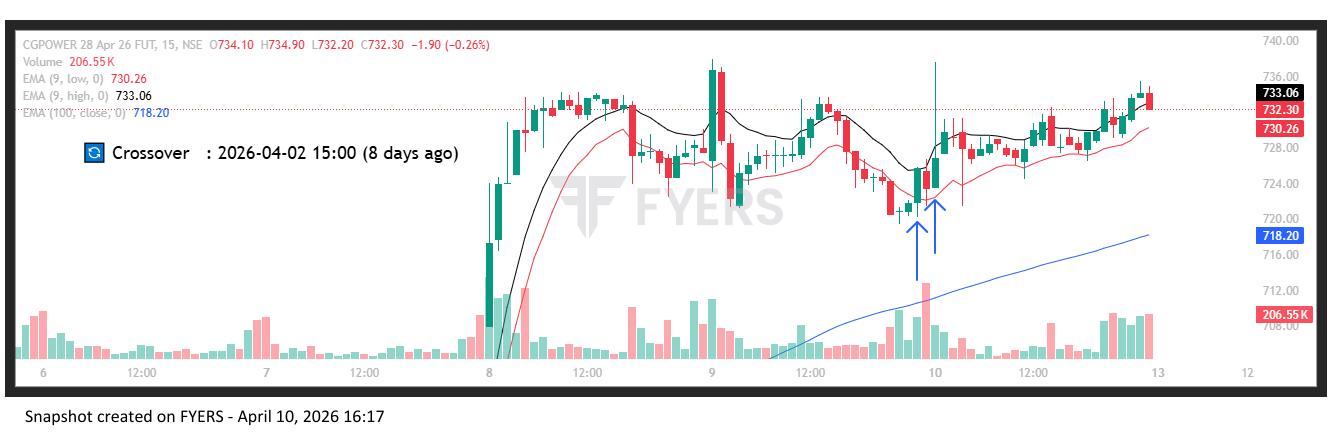 CGPOWER 28 Apr 26 FUT, 15, NSE O734.10 H734.90 L732.20 C732.30 −1.90 (−0.26%)
Volume 206.55K
EMA (9, low, 0) 730.26
EMA (9, high, 0) 733.06
EMA (100, close, 0) 718.20
Crossover : 2026-04-02 15:00 (8 days ago)
FYERS
740.00
736.00
733.06
732.30
730.26
728.00
724.00
720.00
718.20
716.00
712.00
206.55K
708.00
6 12:00 7 12:00 8 12:00 9 12:00 10 12:00 13 12
Snapshot created on FYERS - April 10, 2026 16:17